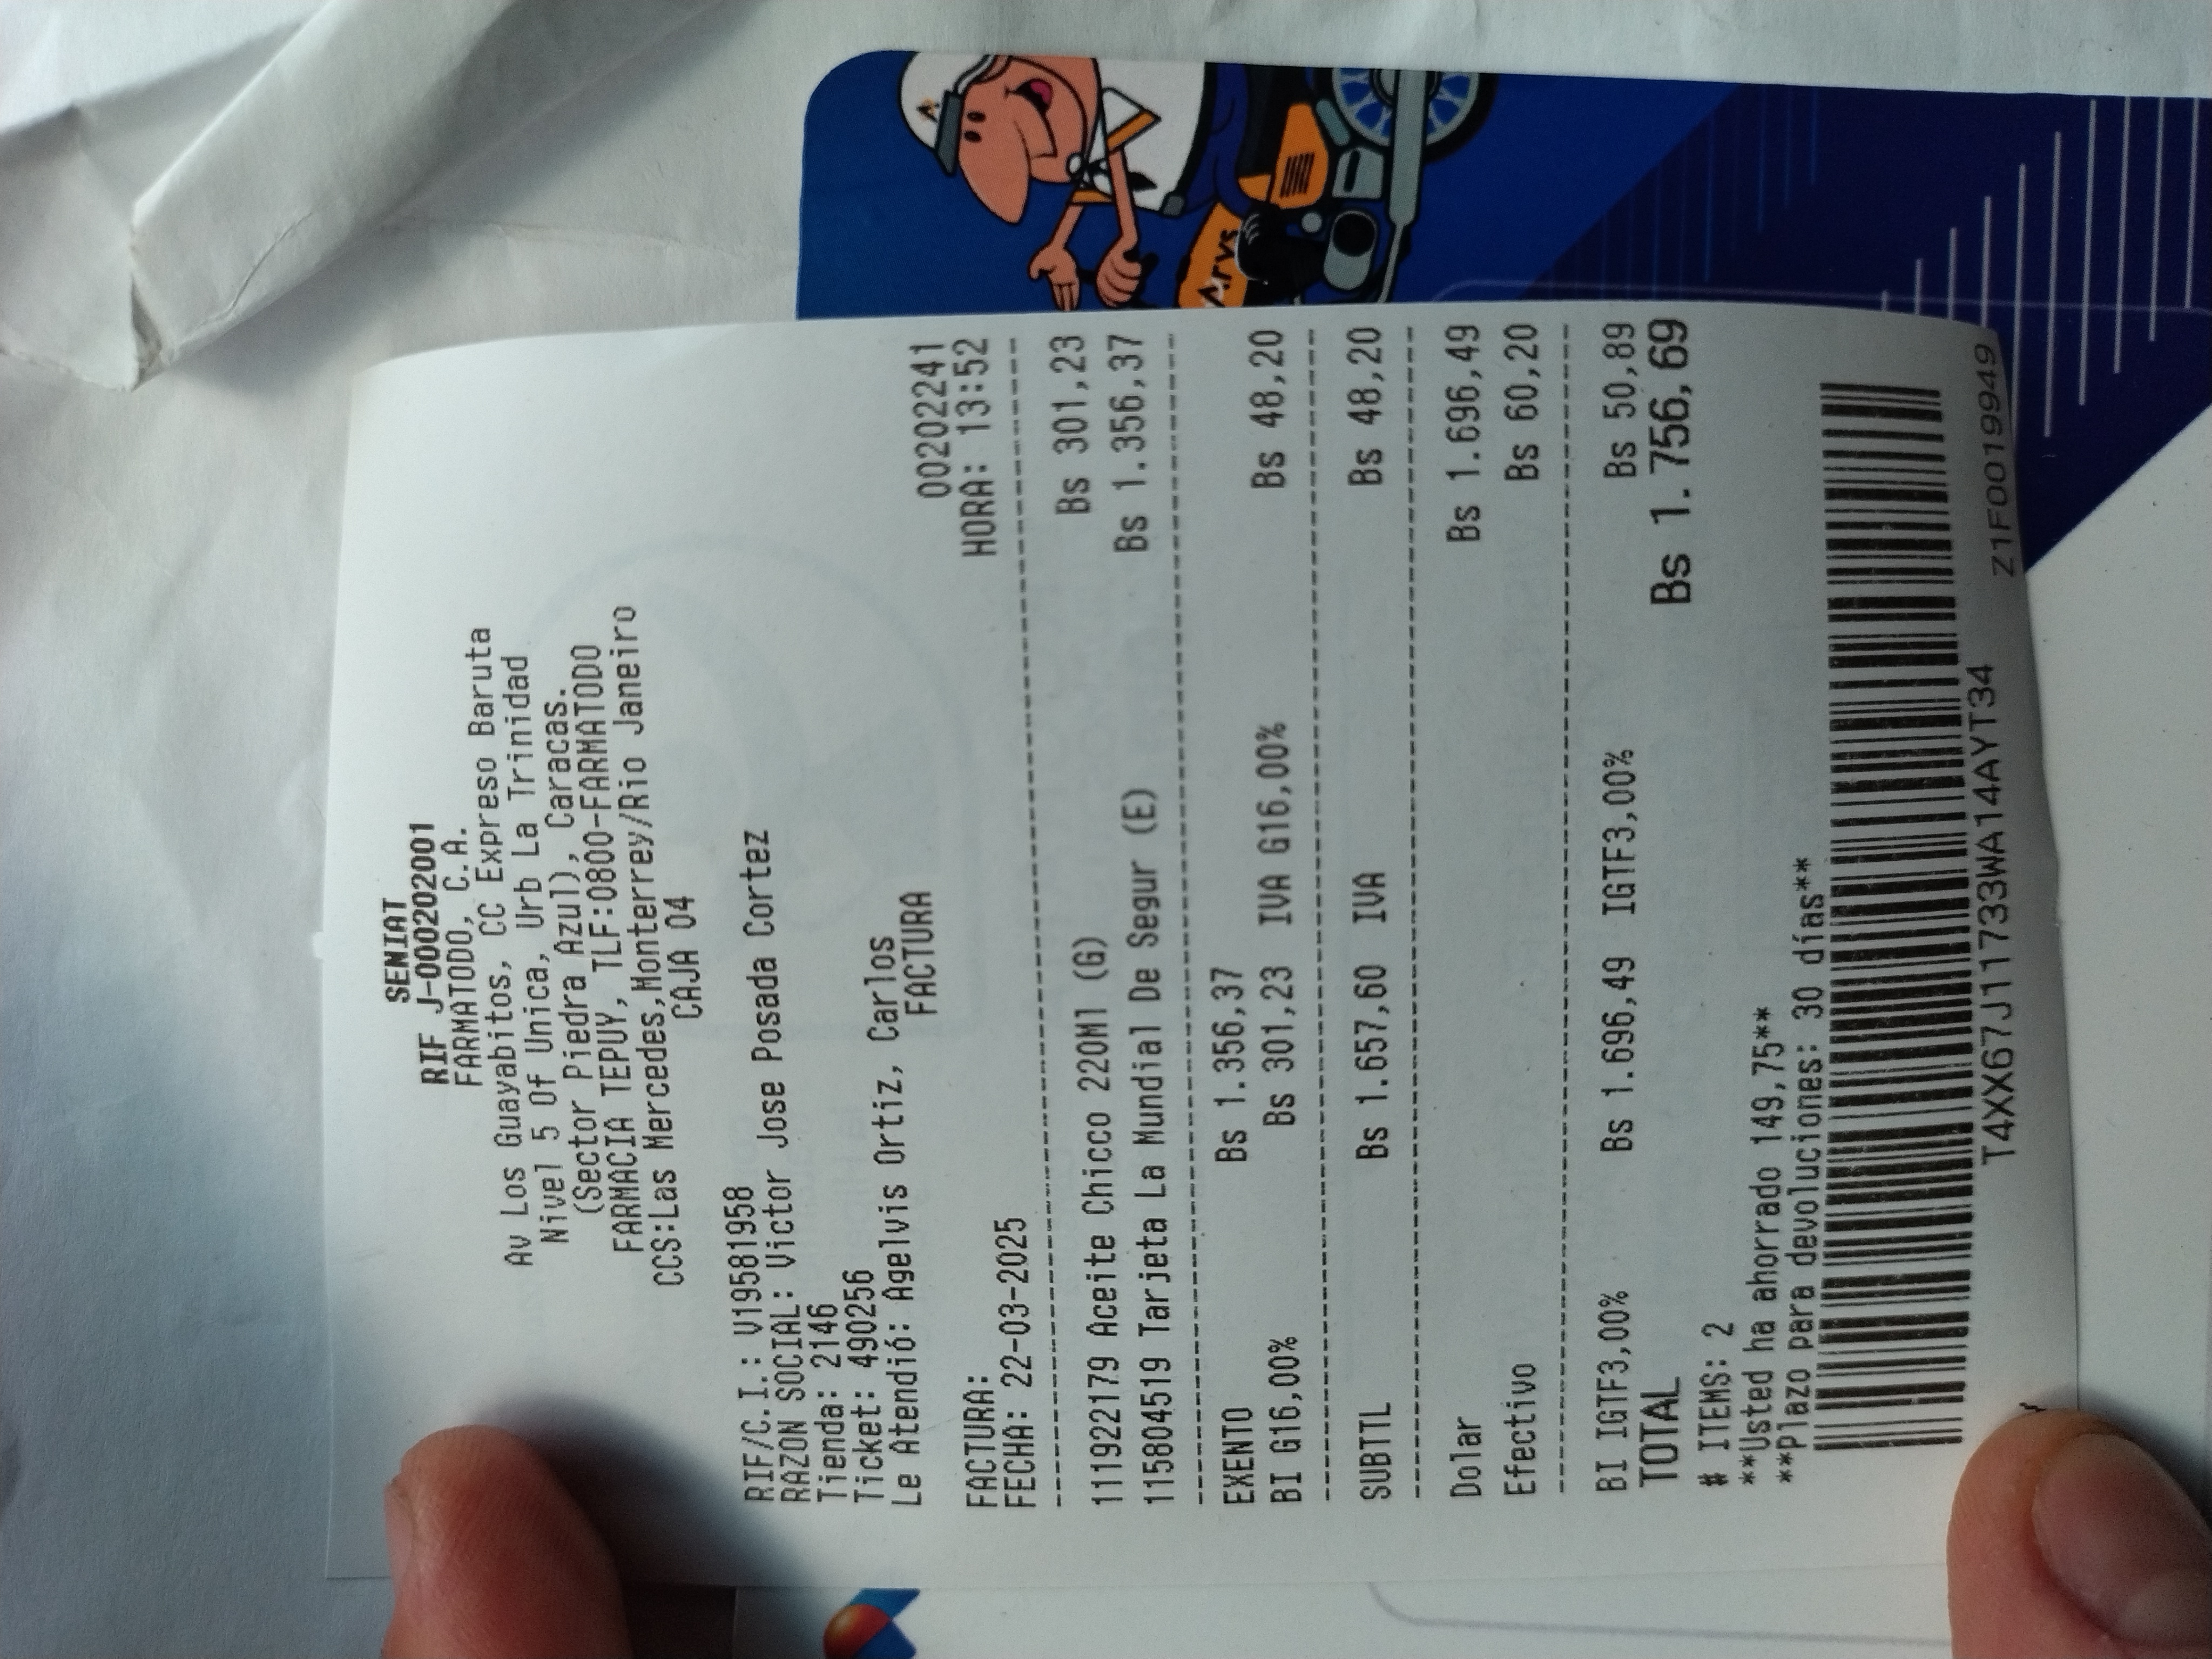 SENIAT
RIF J-000202001
FARMATODO, C.A.
Av Los Guayabitos, CC Expreso Baruta
Nivel 5 Of Unica, Urb La Trinidad
(Sector Piedra Azul), Caracas.
FARMACIA TEPUY, TLF:0800-FARMATODO
CCS:Las Mercedes,Monterrey/Rio Janeiro
CAJA 04
RIF/C.I.: V19581958
RAZON SOCIAL: Victor Jose Posada Cortez
Tienda: 2146
Ticket: 490256
Le Atendió: Agelvis Ortiz, Carlos
FACTURA
FACTURA: 00202241
FECHA: 22-03-2025 HORA: 13:52
111922179 Aceite Chicco 220Ml (G) Bs 301,23
115804519 Tarjeta La Mundial De Segur (E) Bs 1.356,37
EXENTO Bs 1.356,37
BI G16,00% Bs 301,23 IVA G16,00% Bs 48,20
SUBTTL Bs 1.657,60 IVA Bs 48,20
Dolar Bs 1.696,49
Efectivo Bs 60,20
BI IGTF3,00% Bs 1.696,49 IGTF3,00% Bs 50,89
TOTAL Bs 1.756,69
# ITEMS: 2
**Usted ha ahorrado 149,75**
**Plazo para devoluciones: 30 días**
T4XX67J11733WA14AYT34
Z1F0019949
Arys